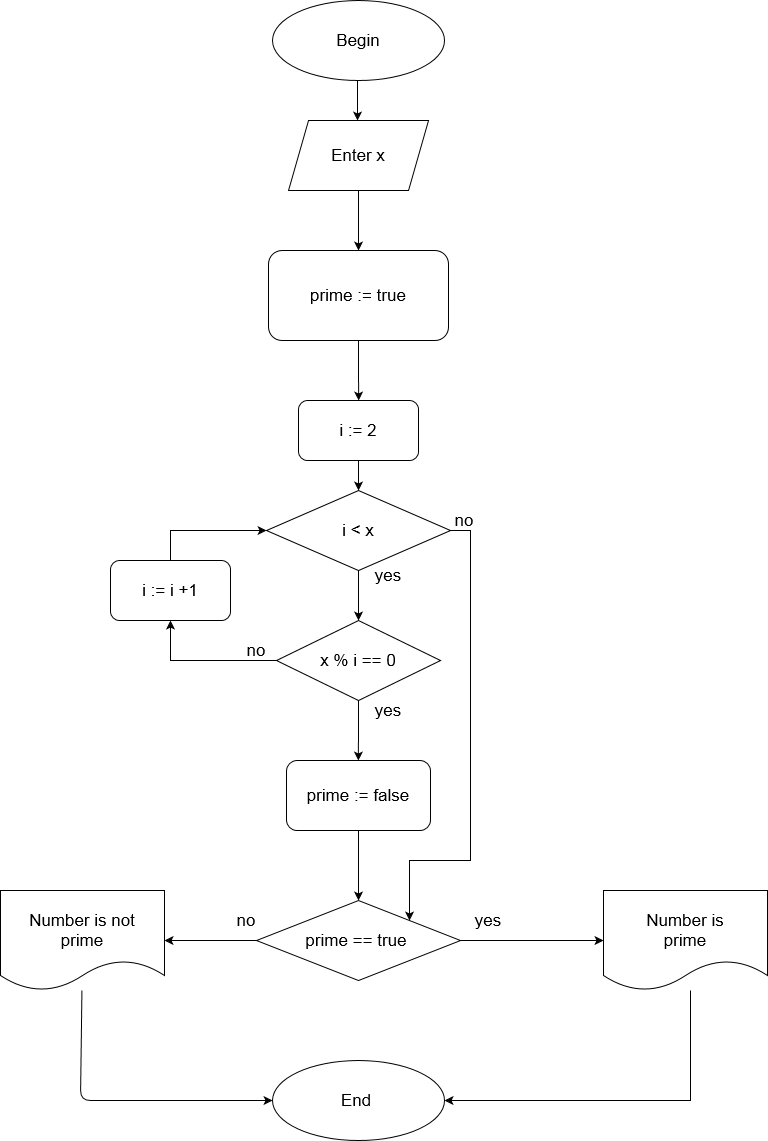 Begin
Enter x
prime := true
i := 2
i < x
no
yes
i := i +1
no
x % i == 0
yes
prime := false
Number is not
prime
no
prime == true
yes
Number is
prime
End